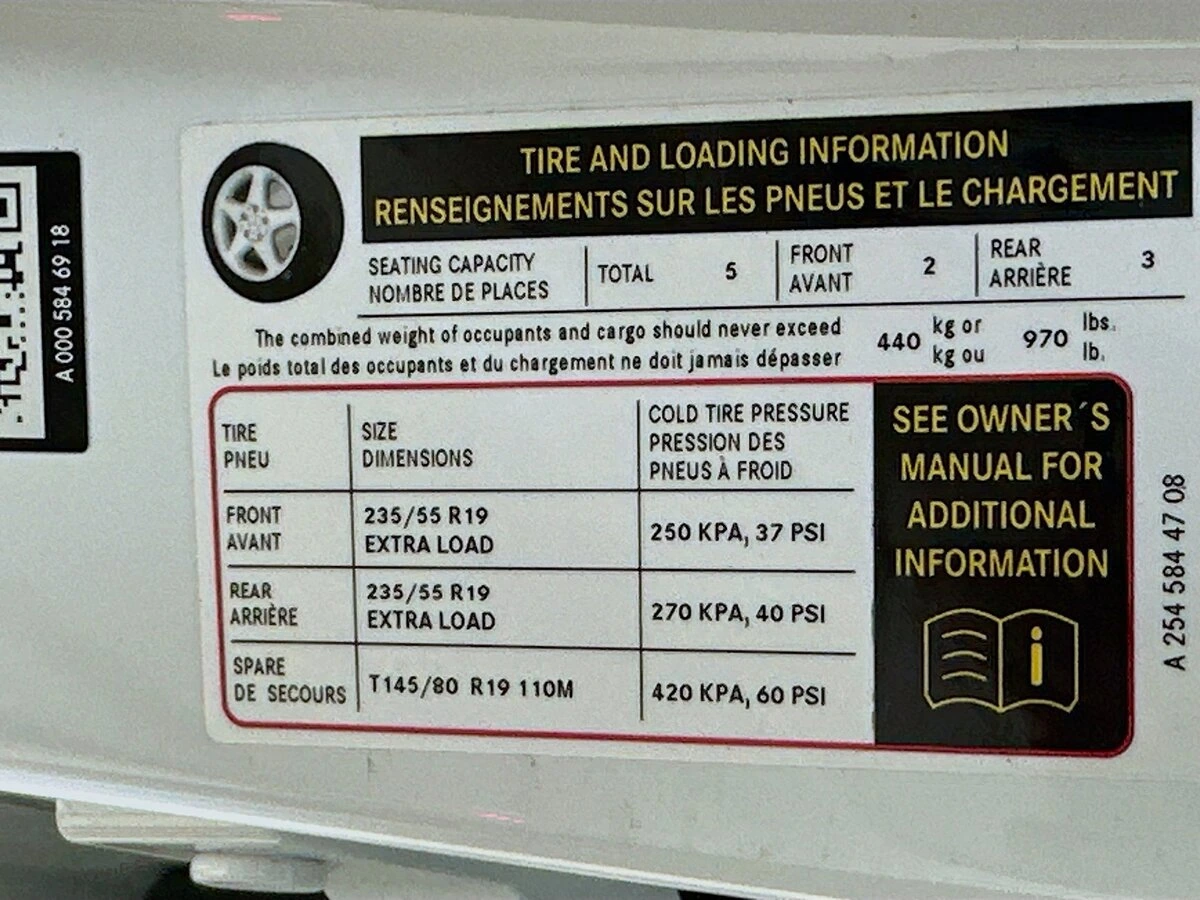 TIRE AND LOADING INFORMATION
RENSEIGNEMENTS SUR LES PNEUS ET LE CHARGEMENT
SEATING CAPACITY
NOMBRE DE PLACES
TOTAL 5
FRONT
AVANT
2
REAR
ARRIÈRE
3
The combined weight of occupants and cargo should never exceed
Le poids total des occupants et du chargement ne doit jamais dépasser
440
kg or
kg ou
970
lbs.
lb.
TIRE
PNEU
SIZE
DIMENSIONS
COLD TIRE PRESSURE
PRESSION DES
PNEUS À FROID
FRONT
AVANT
235/55 R19
EXTRA LOAD
250 KPA, 37 PSI
REAR
ARRIÈRE
235/55 R19
EXTRA LOAD
270 KPA, 40 PSI
SPARE
DE SECOURS
T145/80 R19 110M
420 KPA, 60 PSI
SEE OWNER´S
MANUAL FOR
ADDITIONAL
INFORMATION
i
A 254 584 47 08
A 000 584 69 18